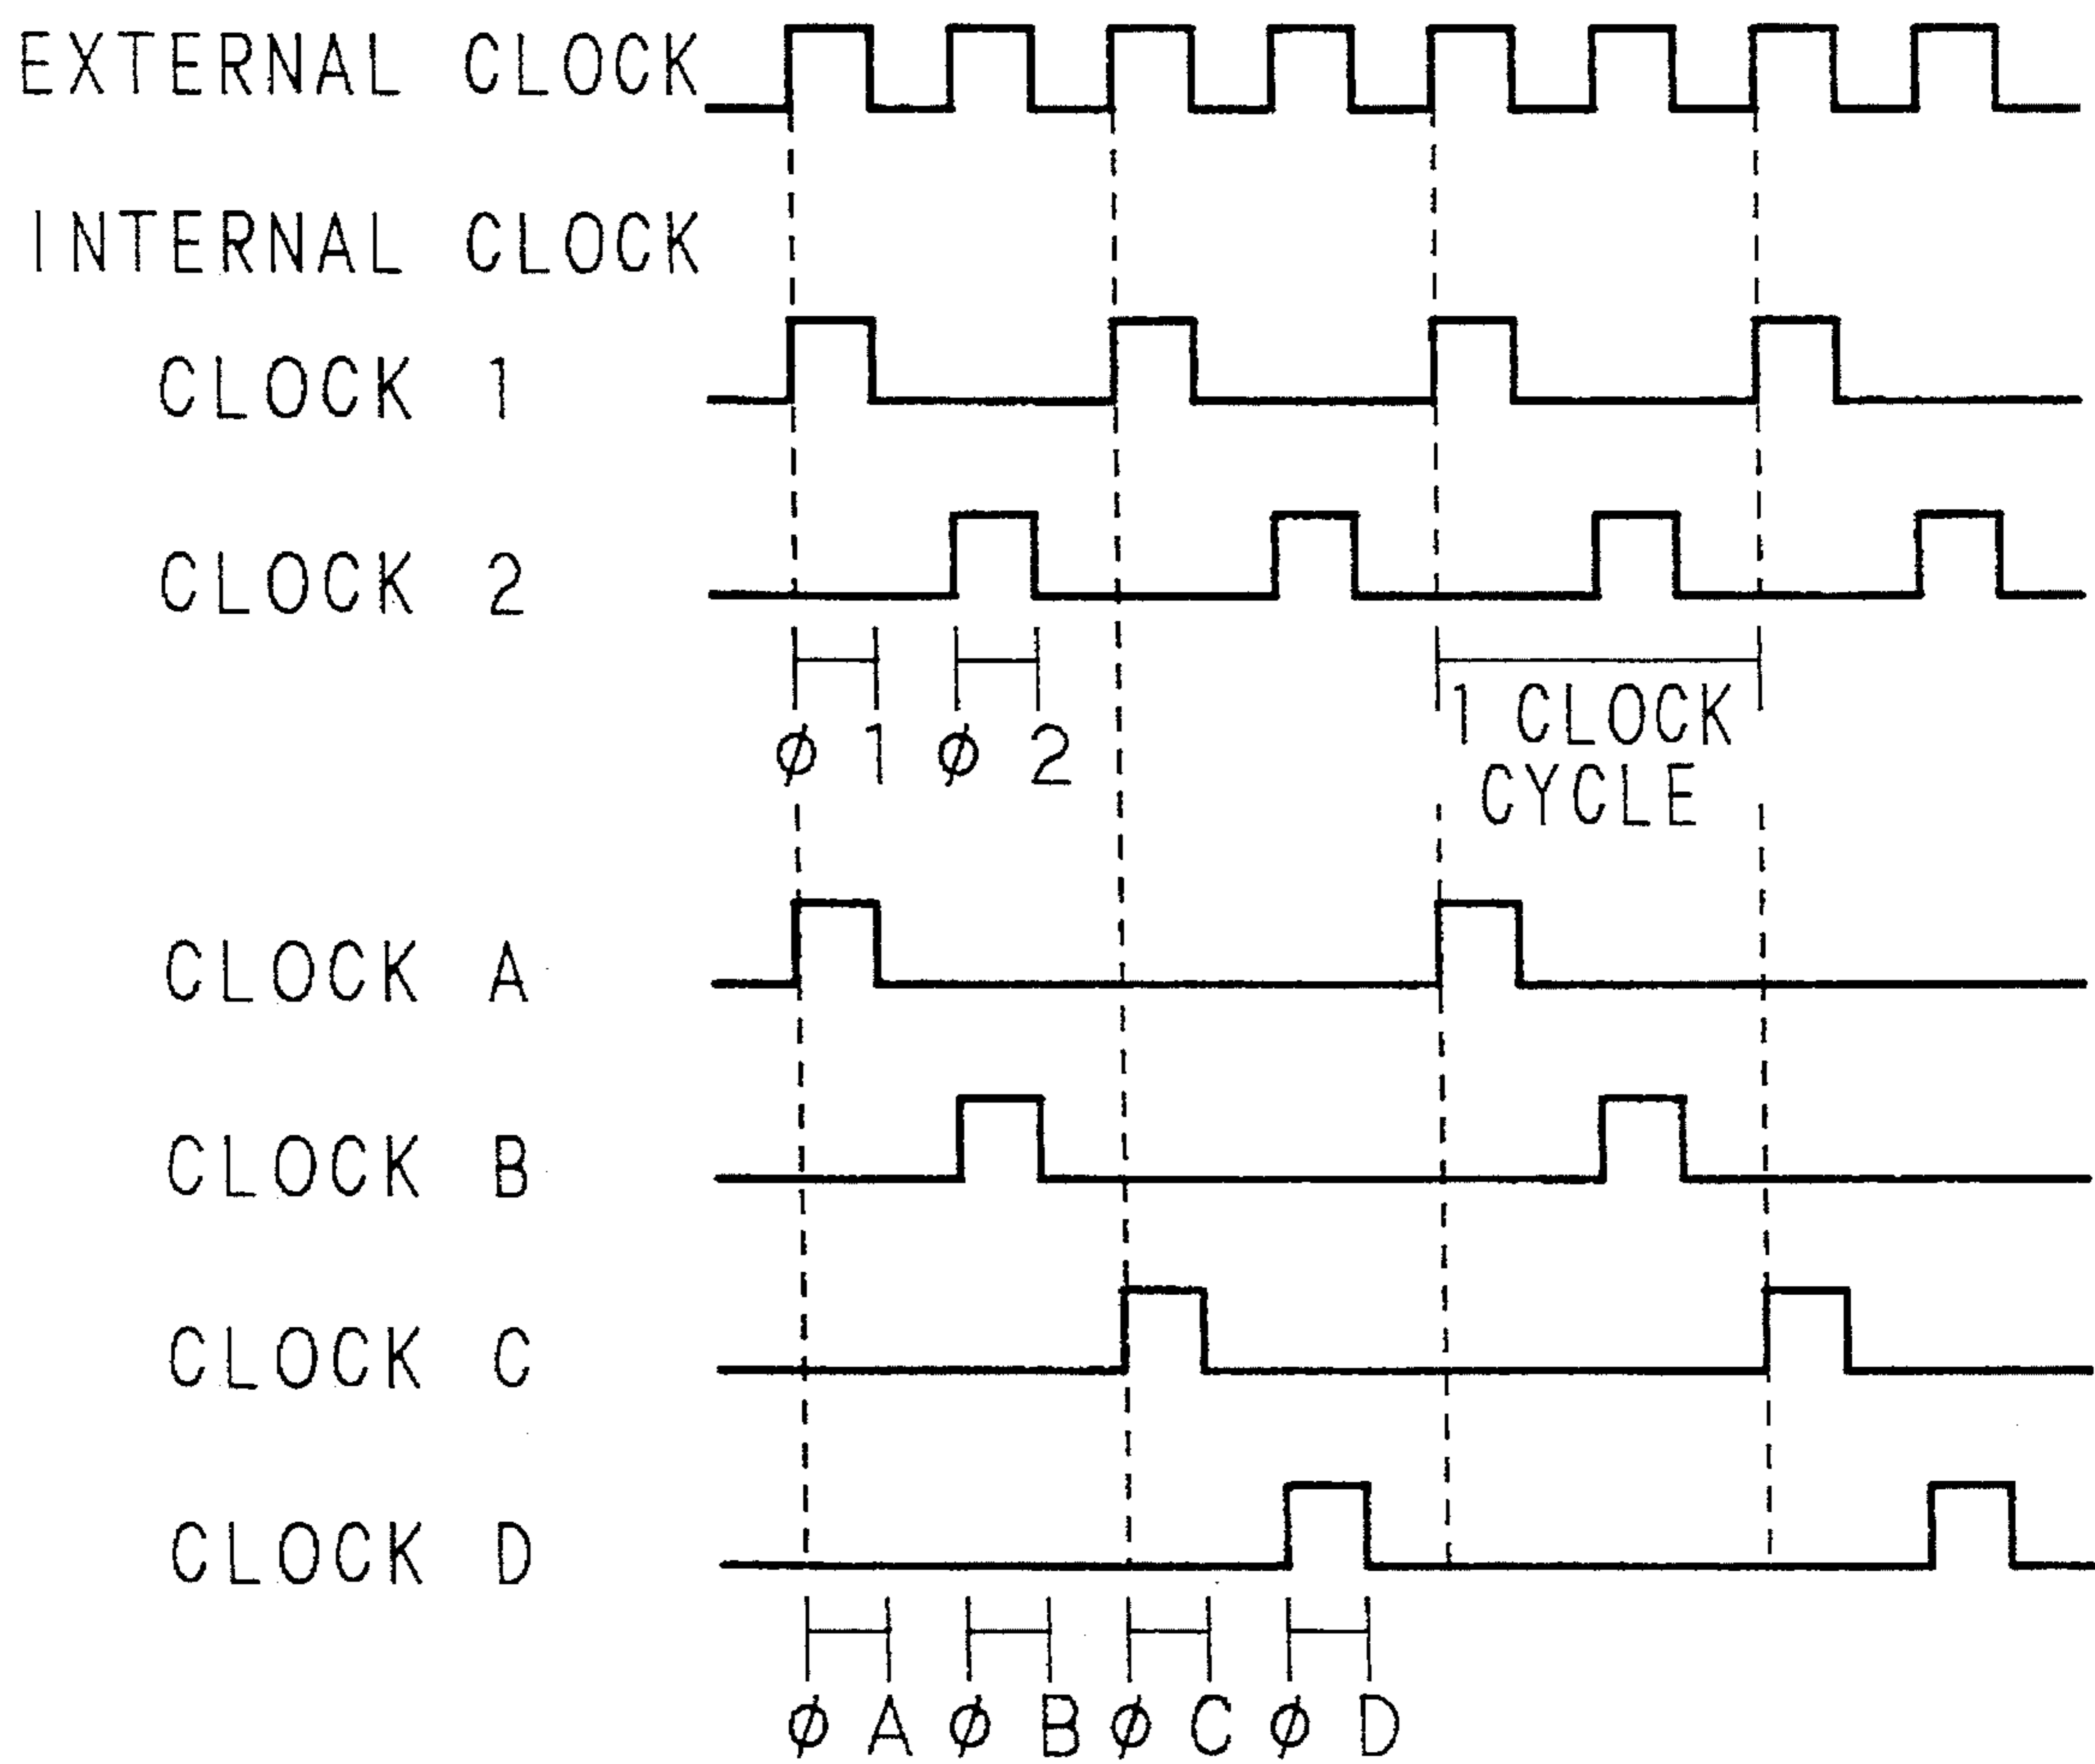 EXTERNAL CLOCK
INTERNAL CLOCK
CLOCK 1
CLOCK 2
φ 1 φ 2
1 CLOCK
CYCLE
CLOCK A
CLOCK B
CLOCK C
CLOCK D
φ A φ B φ C φ D